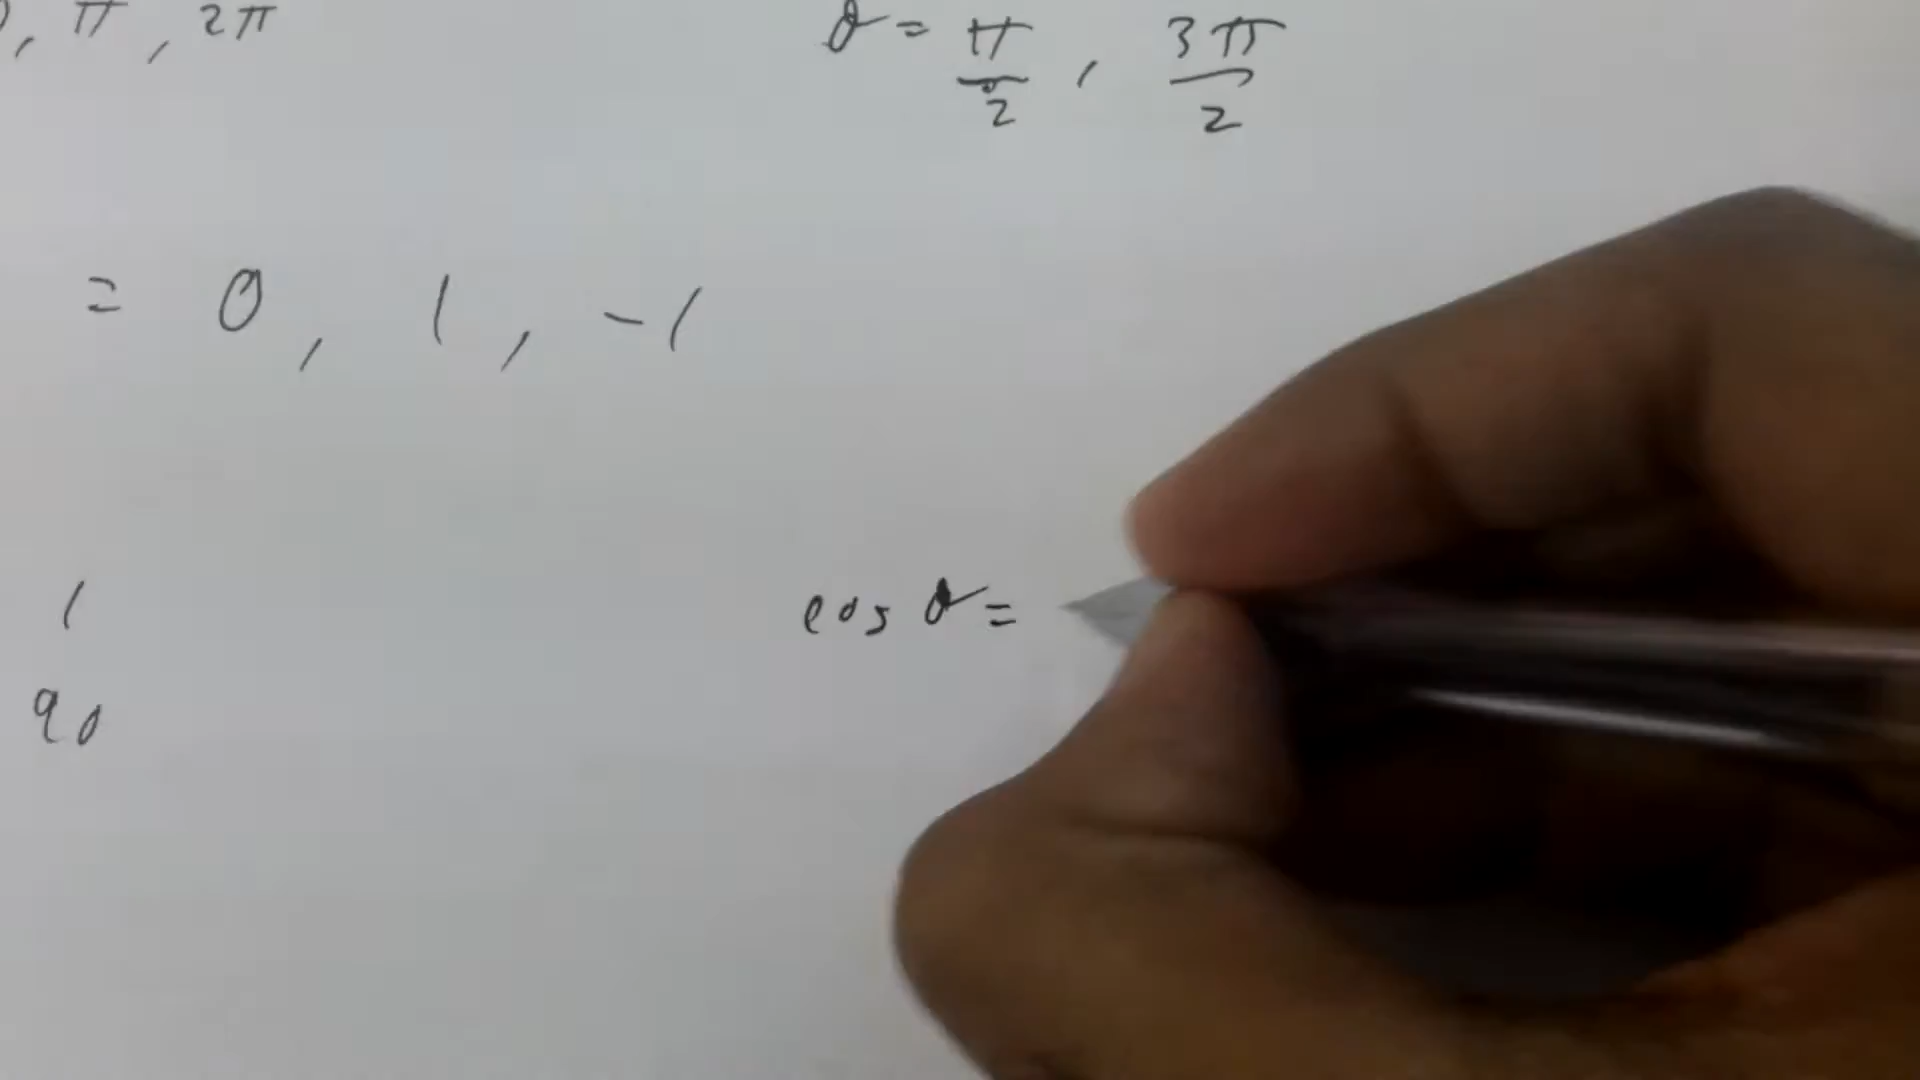 , π, 2π
θ = π/2, 3π/2
= 0, 1, -1
1
cos θ =
90